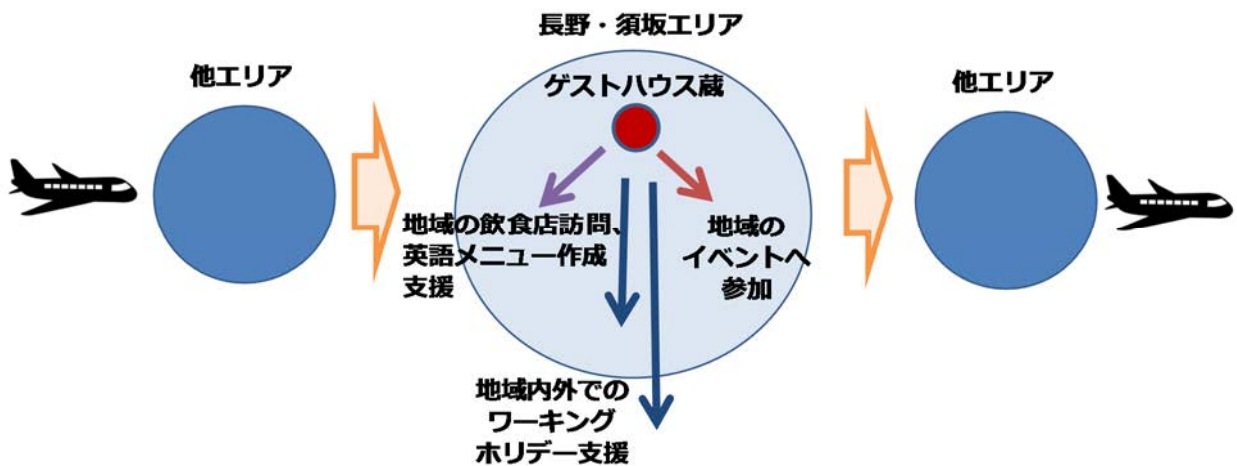 長野・須坂エリア
他エリア
ゲストハウス蔵
他エリア
地域の飲食店訪問、
英語メニュー作成
支援
地域の
イベントへ
参加
地域内外での
ワーキング
ホリデー支援